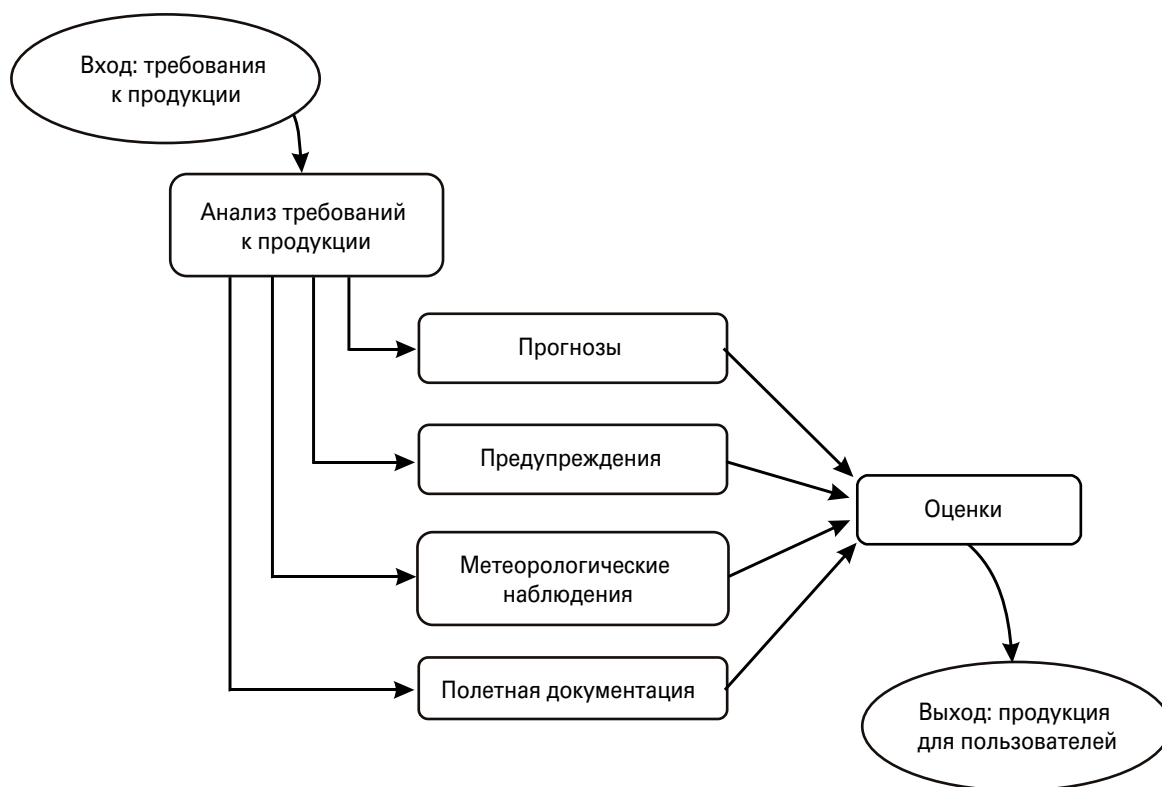 Вход: требования
к продукции
Анализ требований
к продукции
Прогнозы
Предупреждения
Оценки
Метеорологические
наблюдения
Полетная документация
Выход: продукция
для пользователей